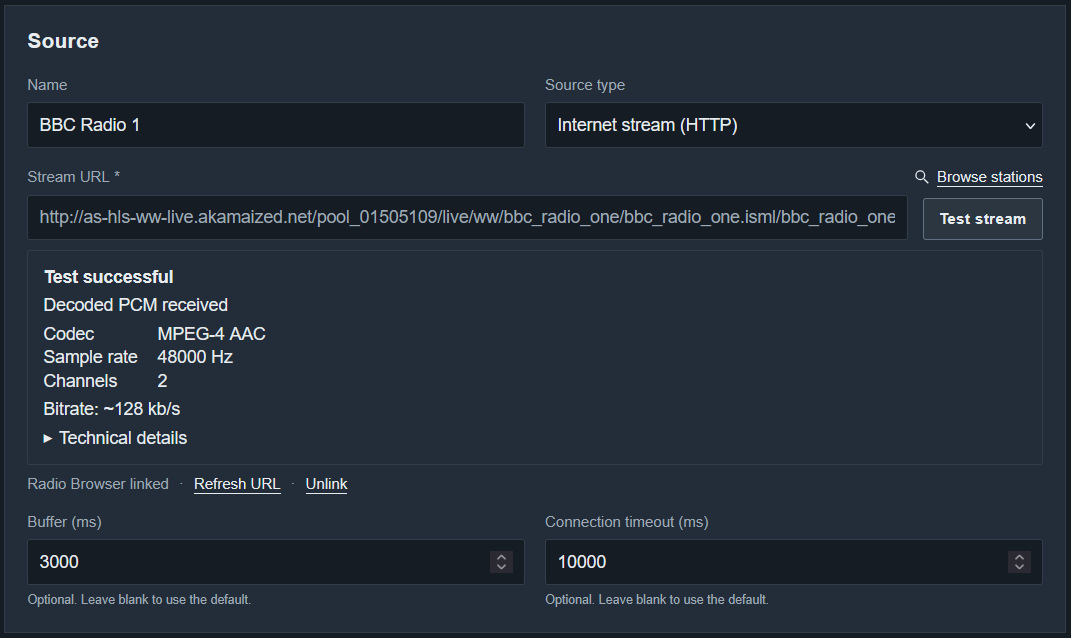 Source
Name
Source type
BBC Radio 1
Internet stream (HTTP)
Stream URL *
Browse stations
http://as-hls-ww-live.akamaized.net/pool_01505109/live/ww/bbc_radio_one/bbc_radio_one.isml/bbc_radio_one
Test stream
Test successful
Decoded PCM received
Codec MPEG-4 AAC
Sample rate 48000 Hz
Channels 2
Bitrate: ~128 kb/s
▸ Technical details
Radio Browser linked · Refresh URL · Unlink
Buffer (ms)
Connection timeout (ms)
3000
10000
Optional. Leave blank to use the default.
Optional. Leave blank to use the default.